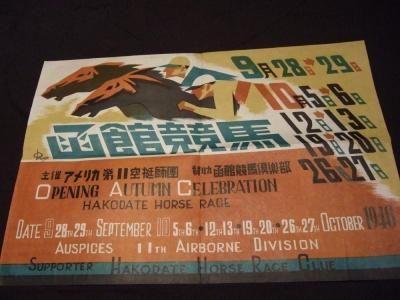 9月28日・29日
10月5日・6日
12日・13日
19日・20日
26日・27日
函館競馬
主催 アメリカ第11空挺師團 函館競馬倶楽部
OPENING AUTUMN CELEBRATION
HAKODATE HORSE RACE
DATE 9 28TH 29TH SEPTEMBER 10 5TH 6TH • 12TH • 13TH • 19TH • 20TH • 26TH • 27TH OCTOBER 1946
AUSPICES 11TH AIRBORNE DIVISION
SUPPORTER HAKODATE HORSE RACE CLUB